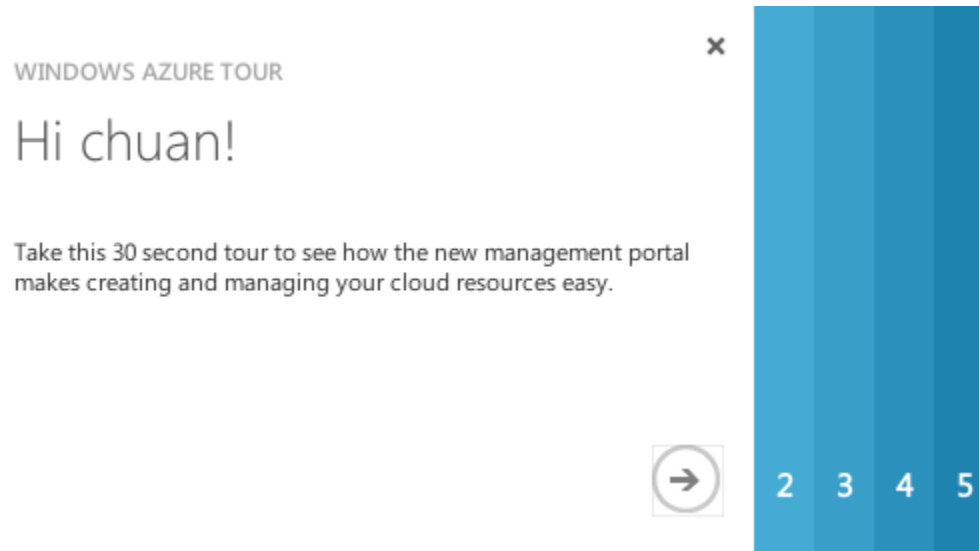 WINDOWS AZURE TOUR
Hi chuan!
Take this 30 second tour to see how the new management portal
makes creating and managing your cloud resources easy.
2 3 4 5